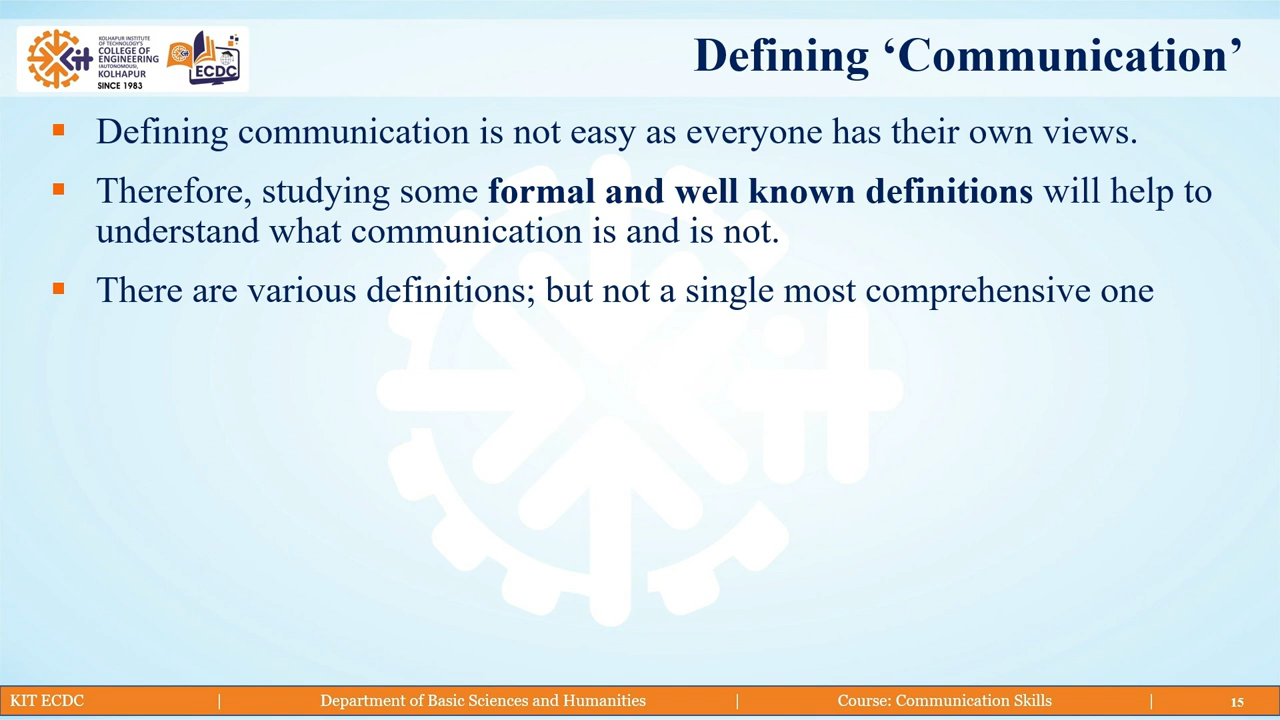 KOLHAPUR INSTITUTE
OF TECHNOLOGY'S
COLLEGE OF
ENGINEERING
(AUTONOMOUS),
KOLHAPUR
SINCE 1983
Kit
ECDC
Defining ‘Communication’
Defining communication is not easy as everyone has their own views.
Therefore, studying some formal and well known definitions will help to
understand what communication is and is not.
There are various definitions; but not a single most comprehensive one
KIT ECDC | Department of Basic Sciences and Humanities | Course: Communication Skills | 15